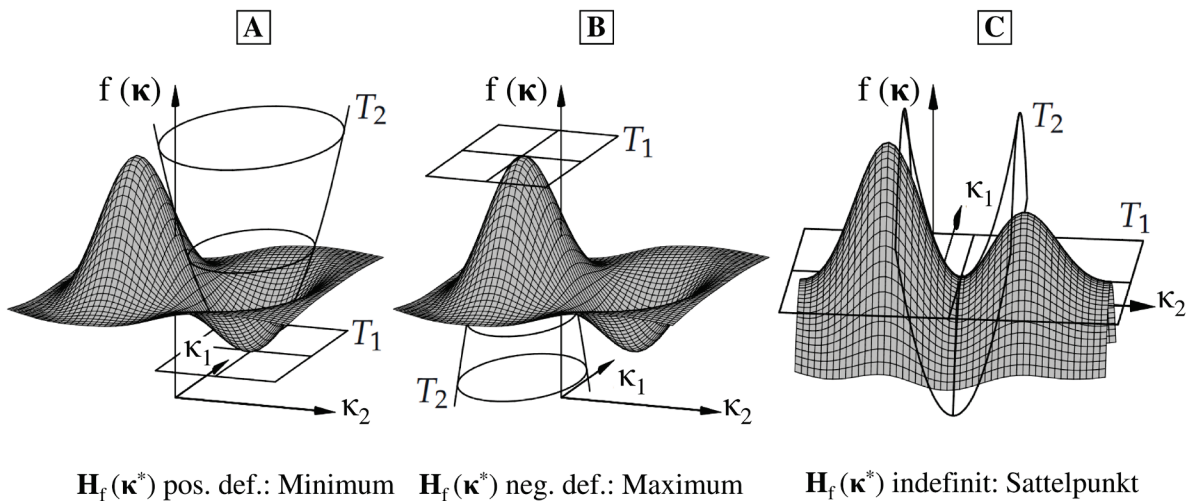 A
f (κ)
T2
κ1
T1
κ2
Hf (κ*) pos. def.: Minimum
B
f (κ)
T1
T2
κ1
κ2
Hf (κ*) neg. def.: Maximum
C
f (κ)
T2
κ1
T1
κ2
Hf (κ*) indefinit: Sattelpunkt